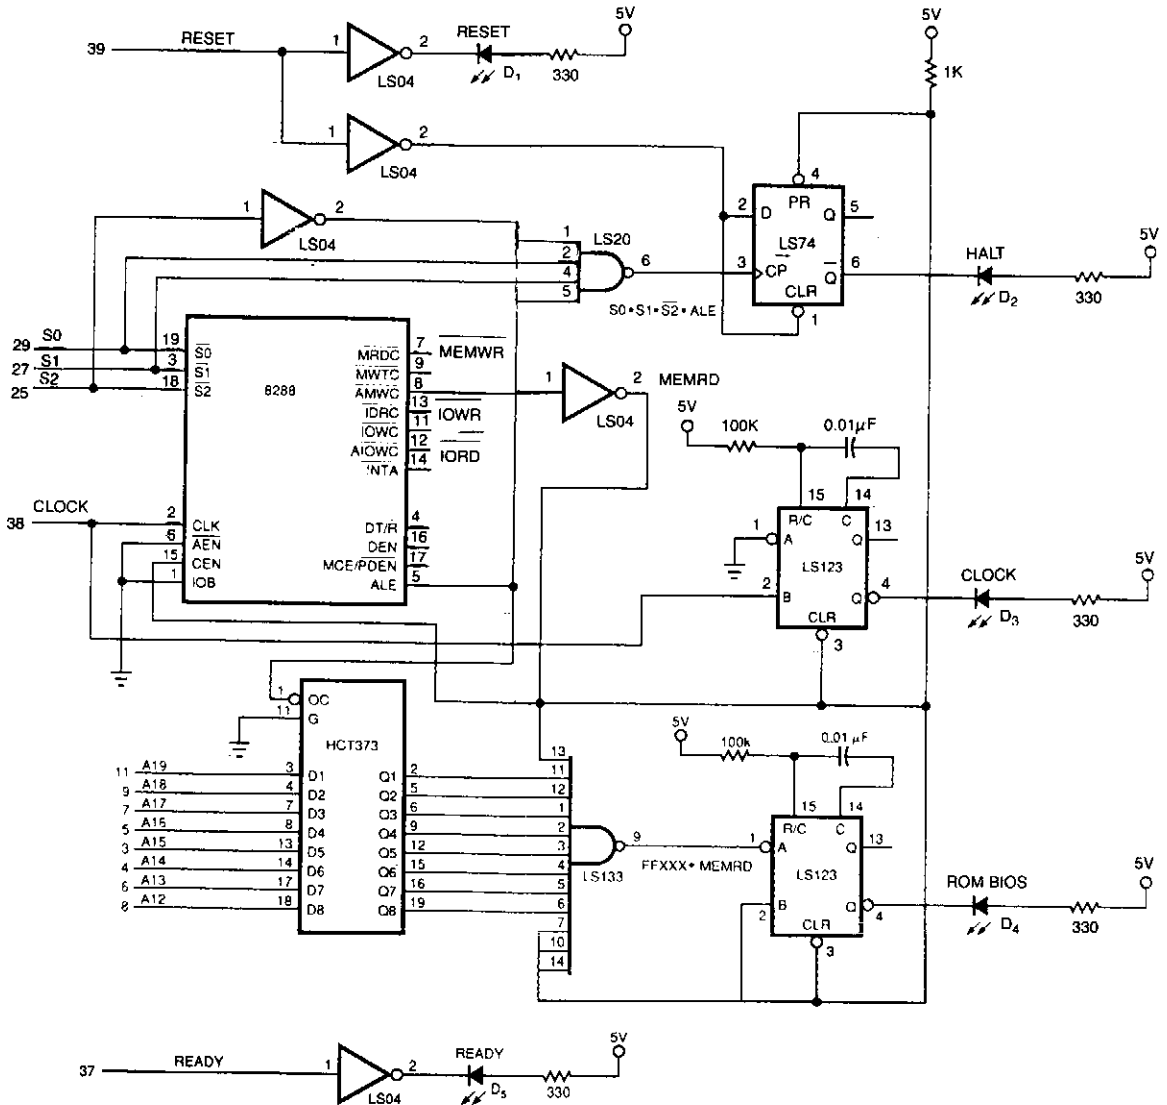 39 RESET
1 2
LS04
RESET
D1
330
5V
5V
1K
1 2
LS04
1 2
LS04
1
2
4
5
LS20
6
S0•S1•S2•ALE
4
PR
2 D
Q 5
LS74
3 CP
Q 6
CLR
1
HALT
D2
330
5V
29 S0
27 S1
25 S2
19 S0
3 S1
18 S2
8288
MRDC 7 MEMWR
MWTC 9
AMWC 8
IDRC 13 IOWR
IOWC 11
AIOWC 12 IORD
INTA 14
1 2
LS04
MEMRD
38 CLOCK
2 CLK
6 AEN
15 CEN
1 IOB
DT/R 4
DEN 16
MCE/PDEN 17
ALE 5
5V
100K
0.01µF
15 14
R/C C
1 A
Q 13
LS123
2 B
Q 4
CLR
3
CLOCK
D3
330
5V
1 OC
11 G
HCT373
11 A19 3 D1 Q1 2
9 A18 4 D2 Q2 5
7 A17 7 D3 Q3 6
5 A16 8 D4 Q4 9
3 A15 13 D5 Q5 12
4 A14 14 D6 Q6 15
6 A13 17 D7 Q7 16
8 A12 18 D8 Q8 19
13
11
12
1
2
3
4
5
6
7
10
14
LS133
9
FFXXX• MEMRD
5V
100k
0.01 µF
15 14
R/C C
1 A
Q 13
LS123
B
2
Q 4
CLR
3
ROM BIOS
D4
330
5V
37 READY
1 2
LS04
READY
D5
330
5V